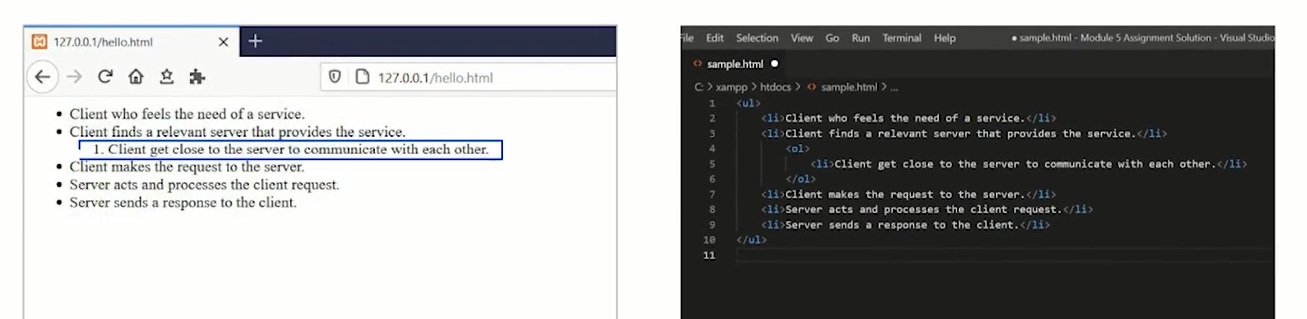 127.0.0.1/hello.html
127.0.0.1/hello.html
• Client who feels the need of a service.
• Client finds a relevant server that provides the service.
1. Client get close to the server to communicate with each other.
• Client makes the request to the server.
• Server acts and processes the client request.
• Server sends a response to the client.
File Edit Selection View Go Run Terminal Help ● sample.html - Module 5 Assignment Solution - Visual Studio
<> sample.html ●
C: > xampp > htdocs > <> sample.html > ...
1 <ul>
2 <li>Client who feels the need of a service.</li>
3 <li>Client finds a relevant server that provides the service.</li>
4 <ol>
5 <li>Client get close to the server to communicate with each other.</li>
6 </ol>
7 <li>Client makes the request to the server.</li>
8 <li>Server acts and processes the client request.</li>
9 <li>Server sends a response to the client.</li>
10 </ul>
11